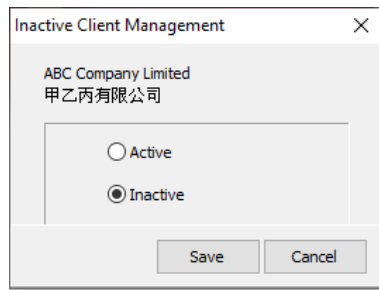 Inactive Client Management
ABC Company Limited
甲乙丙有限公司
Active
Inactive
Save Cancel